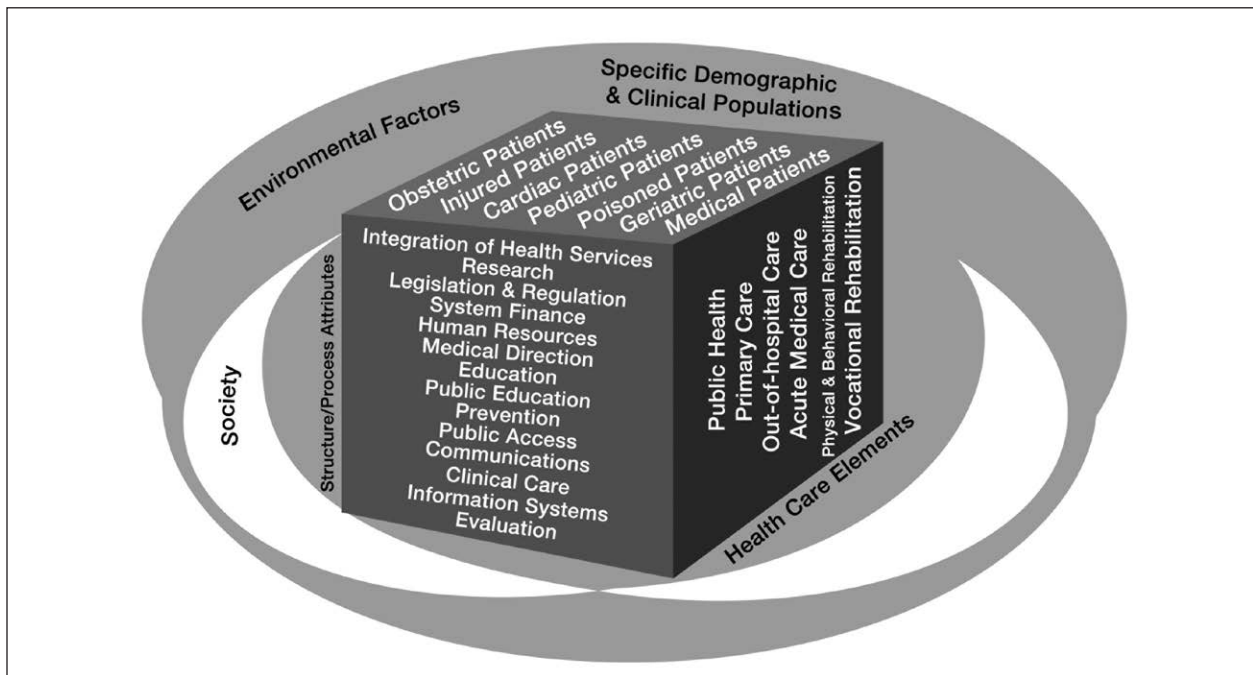 Specific Demographic
& Clinical Populations
Environmental Factors
Obstetric Patients
Injured Patients
Cardiac Patients
Pediatric Patients
Poisoned Patients
Geriatric Patients
Medical Patients
Society
Structure/Process Attributes
Integration of Health Services
Research
Legislation & Regulation
System Finance
Human Resources
Medical Direction
Education
Public Education
Prevention
Public Access
Communications
Clinical Care
Information Systems
Evaluation
Public Health
Primary Care
Out-of-hospital Care
Acute Medical Care
Physical & Behavioral Rehabilitation
Vocational Rehabilitation
Health Care Elements